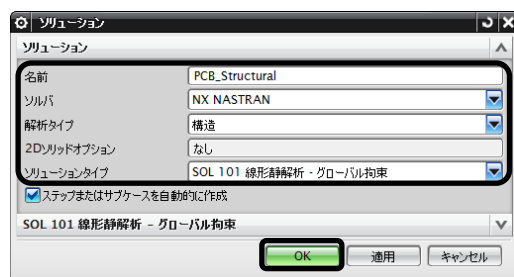 ソリューション
ソリューション
名前 PCB_Structural
ソルバ NX NASTRAN
解析タイプ 構造
2Dソリッドオプション なし
ソリューションタイプ SOL 101 線形静解析 - グローバル拘束
ステップまたはサブケースを自動的に作成
SOL 101 線形静解析 - グローバル拘束
OK 適用 キャンセル